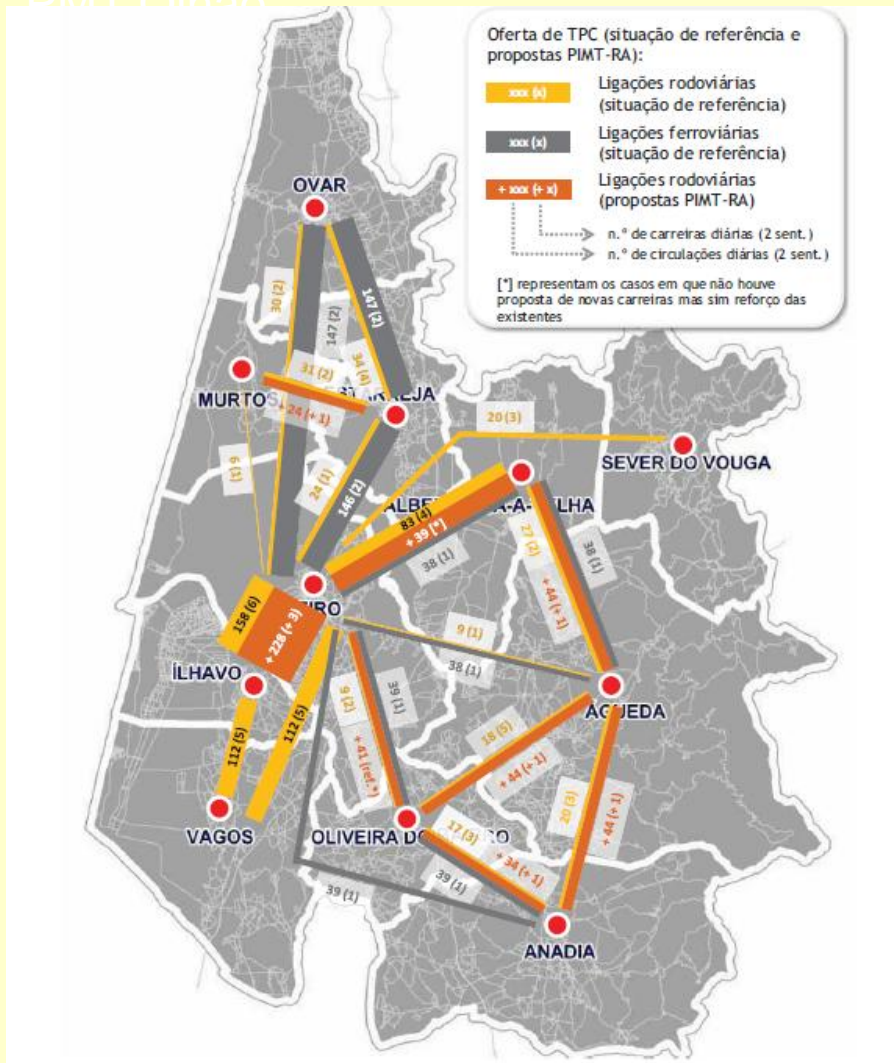 Oferta de TPC (situação de referência e
propostas PIMT-RA):
xxx (x)
Ligações rodoviárias
(situação de referência)
xxx (x)
Ligações ferroviárias
(situação de referência)
+ xxx (+ x)
Ligações rodoviárias
(propostas PIMT-RA)
n.º de carreiras diárias (2 sent.)
n.º de circulações diárias (2 sent.)
[*] representam os casos em que não houve
proposta de novas carreiras mas sim reforço das
existentes
OVAR
30 (2)
147 (2)
147 (2)
34 (4)
31 (2)
MURTOS
+ 24 (+ 1)
20 (3)
SEVER DO VOUGA
24 (1)
146 (2)
83 (4)
+ 39 [*]
38 (1)
27 (2)
38 (1)
+ 44 (+ 1)
158 (6)
+ 228 (+ 3)
9 (1)
38 (1)
ÍLHAVO
ÁGUEDA
9 (2)
39 (1)
+ 41 (ref.*)
18 (5)
+ 44 (+ 1)
112 (5)
112 (5)
VAGOS
OLIVEIRA DO
17 (3)
+ 34 (+ 1)
39 (1)
20 (3)
+ 44 (+ 1)
39 (1)
ANADIA